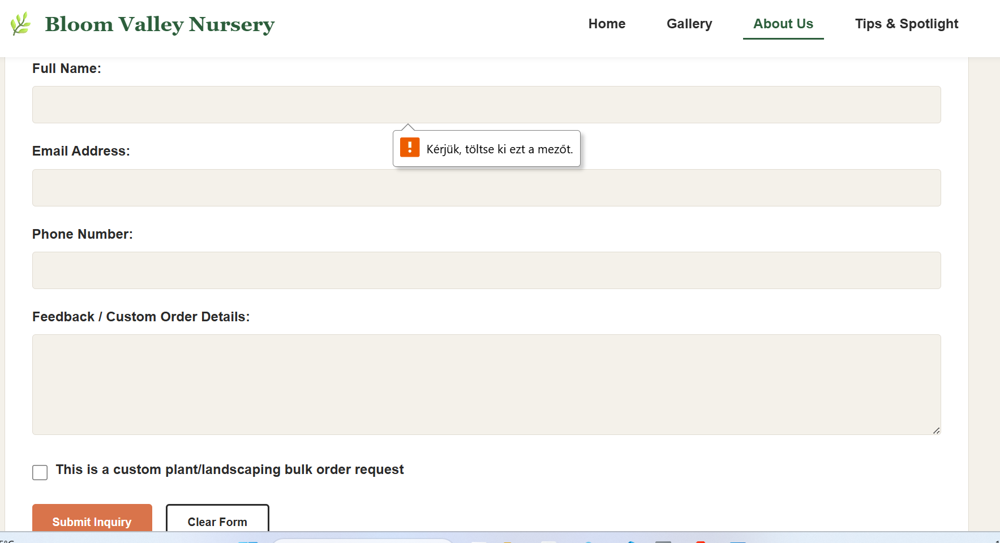 Bloom Valley Nursery
Home
Gallery
About Us
Tips & Spotlight
Full Name:
Kérjük, töltse ki ezt a mezőt.
Email Address:
Phone Number:
Feedback / Custom Order Details:
This is a custom plant/landscaping bulk order request
Submit Inquiry
Clear Form